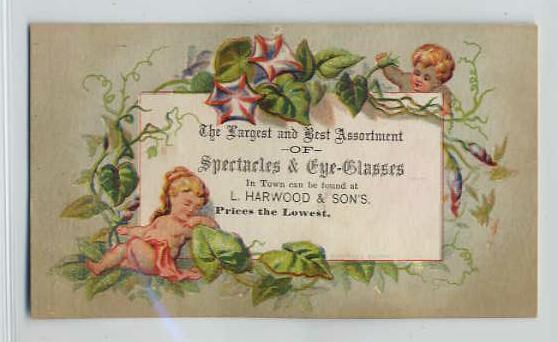 The Largest and Best Assortment
-OF-
Spectacles & Eye-Glasses
In Town can be found at
L. HARWOOD & SON'S.
Prices the Lowest.